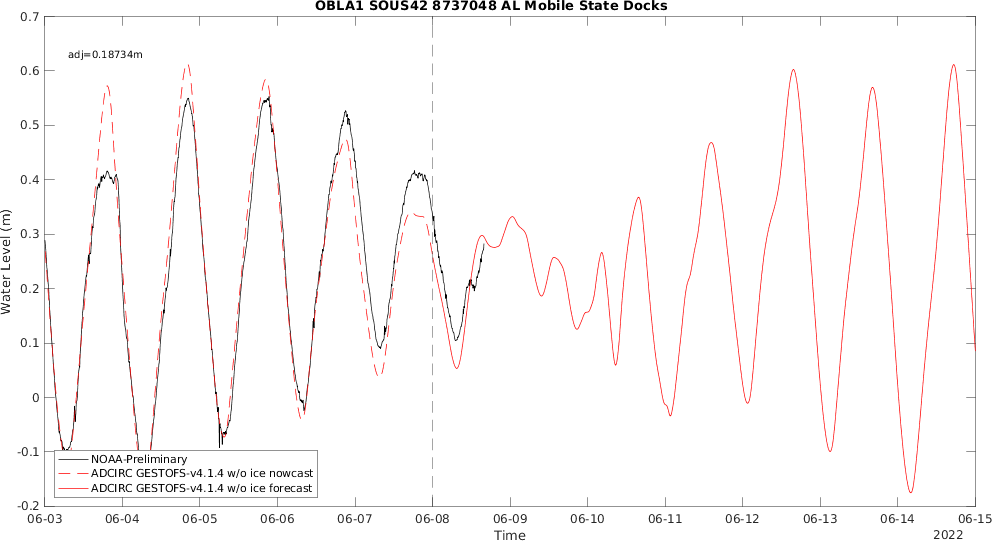 OBLA1 SOUS42 8737048 AL Mobile State Docks
adj=0.18734m
Water Level (m)
0.7
0.6
0.5
0.4
0.3
0.2
0.1
0
-0.1
-0.2
NOAA-Preliminary
ADCIRC GESTOFS-v4.1.4 w/o ice nowcast
ADCIRC GESTOFS-v4.1.4 w/o ice forecast
06-03 06-04 06-05 06-06 06-07 06-08 06-09 06-10 06-11 06-12 06-13 06-14 06-15
Time
2022